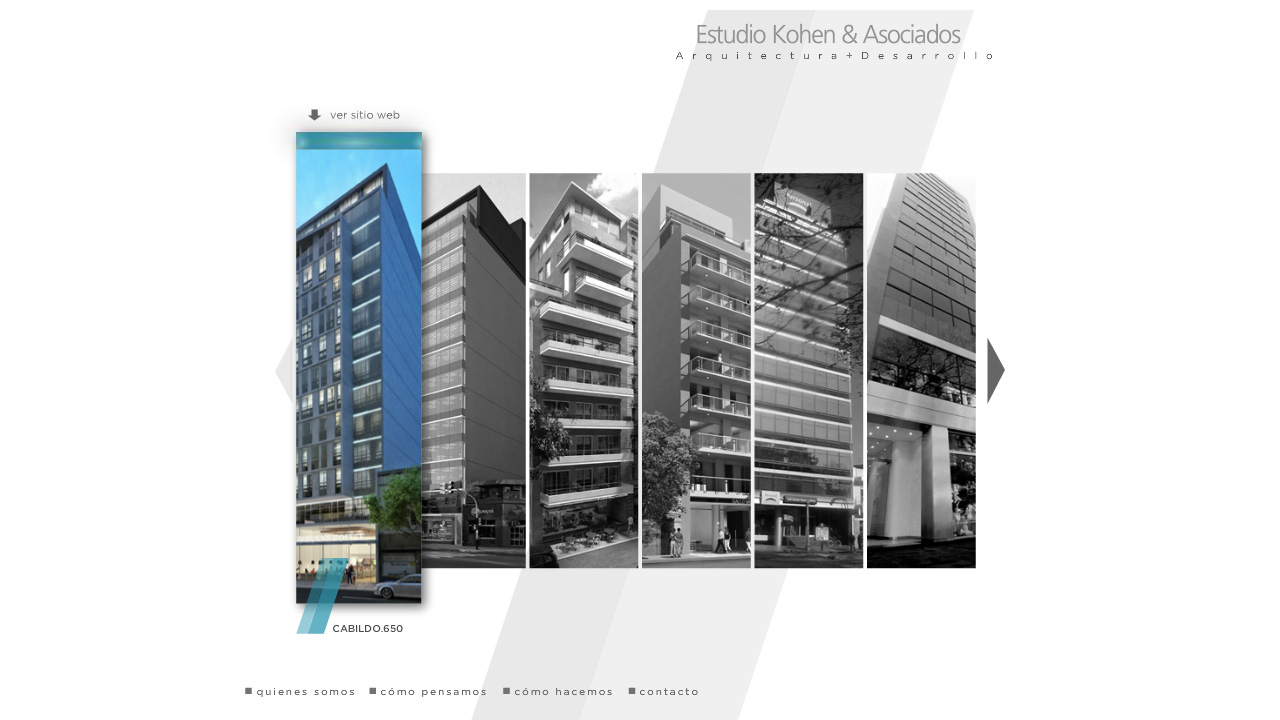 Estudio Kohen & Asociados
Arquitectura+Desarrollo
ver sitio web
CABILDO.650
quienes somos
cómo pensamos
cómo hacemos
contacto